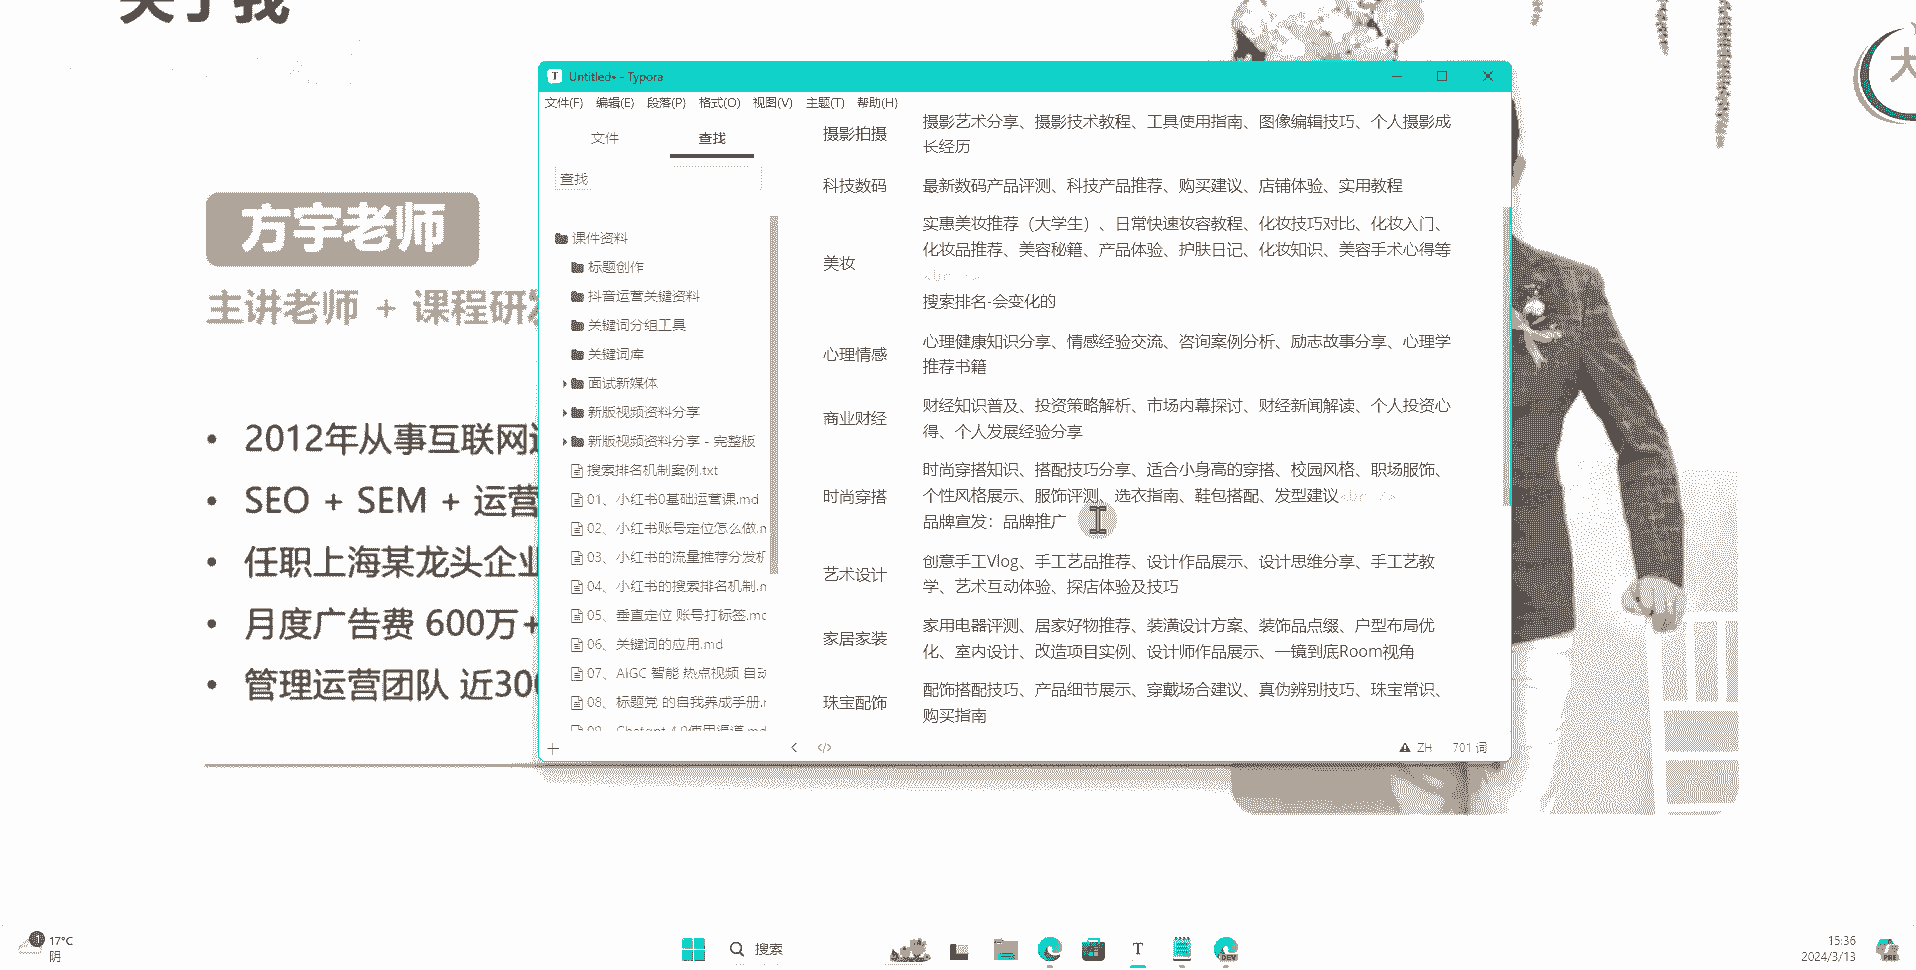 关于我
大
方宇老师
主讲老师 + 课程研发
• 2012年从事互联网
• SEO + SEM + 运营
• 任职上海某龙头企业
• 月度广告费 600万+
• 管理运营团队 近300
Untitled• - Typora
文件(F) 编辑(E) 段落(P) 格式(O) 视图(V) 主题(T) 帮助(H)
文件 查找
查找
课件资料
标题创作
抖音运营关键资料
关键词分组工具
关键词库
面试新媒体
新版视频资料分享
新版视频资料分享 - 完整版
搜索排名机制案例.txt
01、小红书0基础运营课.md
02、小红书账号定位怎么做.m
03、小红书的流量推荐分发机
04、小红书的搜索排名机制.m
05、垂直定位 账号打标签.md
06、关键词的应用.md
07、AIGC 智能 热点视频 自动
08、标题党 的自我养成手册.m
09、Chatgpt 4.0使用渠道.md
摄影拍摄
摄影艺术分享、摄影技术教程、工具使用指南、图像编辑技巧、个人摄影成
长经历
科技数码
最新数码产品评测、科技产品推荐、购买建议、店铺体验、实用教程
美妆
实惠美妆推荐（大学生）、日常快速妆容教程、化妆技巧对比、化妆入门、
化妆品推荐、美容秘籍、产品体验、护肤日记、化妆知识、美容手术心得等
<br />
搜索排名-会变化的
心理情感
心理健康知识分享、情感经验交流、咨询案例分析、励志故事分享、心理学
推荐书籍
商业财经
财经知识普及、投资策略解析、市场内幕探讨、财经新闻解读、个人投资心
得、个人发展经验分享
时尚穿搭
时尚穿搭知识、搭配技巧分享、适合小身高的穿搭、校园风格、职场服饰、
个性风格展示、服饰评测、选衣指南、鞋包搭配、发型建议<br />
品牌宣发：品牌推广
艺术设计
创意手工Vlog、手工艺品推荐、设计作品展示、设计思维分享、手工艺教
学、艺术互动体验、探店体验及技巧
家居家装
家用电器评测、居家好物推荐、装潢设计方案、装饰品点缀、户型布局优
化、室内设计、改造项目实例、设计师作品展示、一镜到底Room视角
珠宝配饰
配饰搭配技巧、产品细节展示、穿戴场合建议、真伪辨别技巧、珠宝常识、
购买指南
ZH 701 词
1
17°C
阴
搜索
DEV
15:36
2024/3/13
PRE